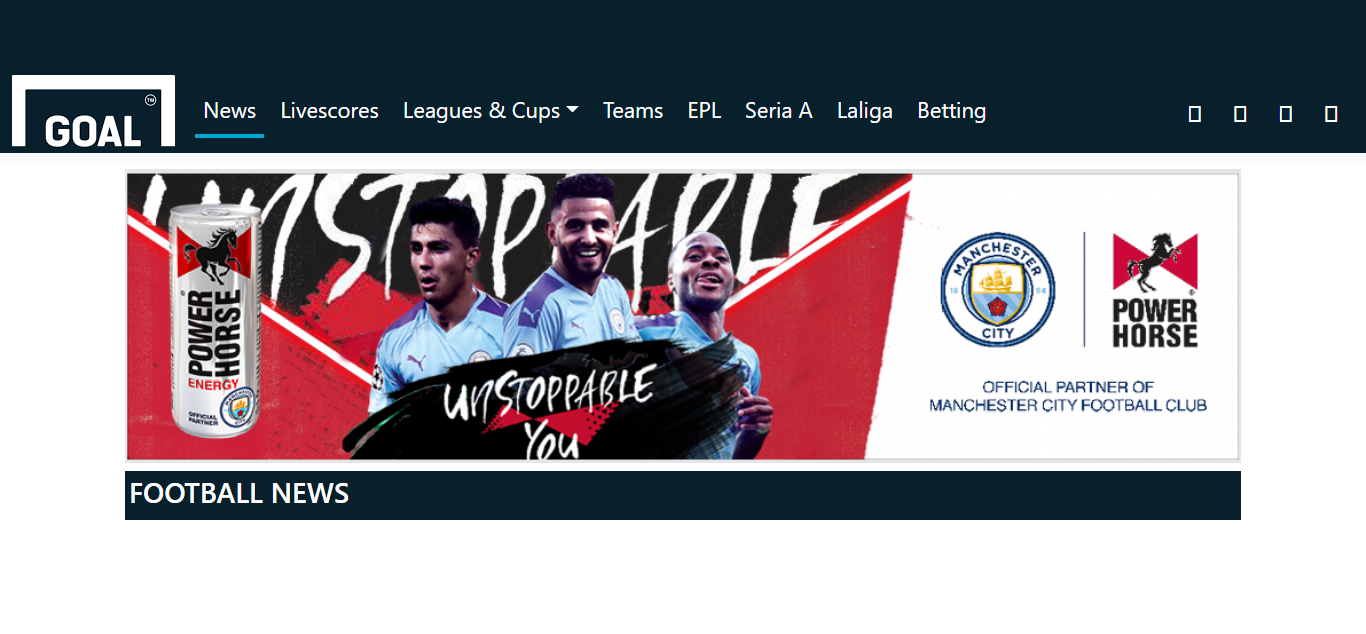 GOAL
TM
News Livescores Leagues & Cups Teams EPL Seria A Laliga Betting
UNSTOPPABLE
POWER
HORSE
ENERGY
OFFICIAL
PARTNER
UNSTOPPABLE
YOU
MANCHESTER
18 94
CITY
POWER
HORSE
OFFICIAL PARTNER OF
MANCHESTER CITY FOOTBALL CLUB
FOOTBALL NEWS